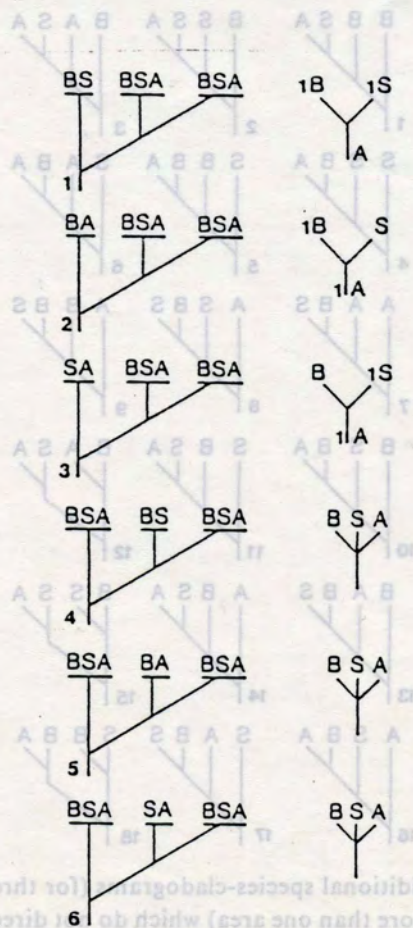 BS BSA BSA 1B 1S
1 A
BA BSA BSA 1B S
2 1A
SA BSA BSA B 1S
3 1A
BSA BS BSA B S A
4
BSA BA BSA B S A
5
BSA SA BSA B S A
6